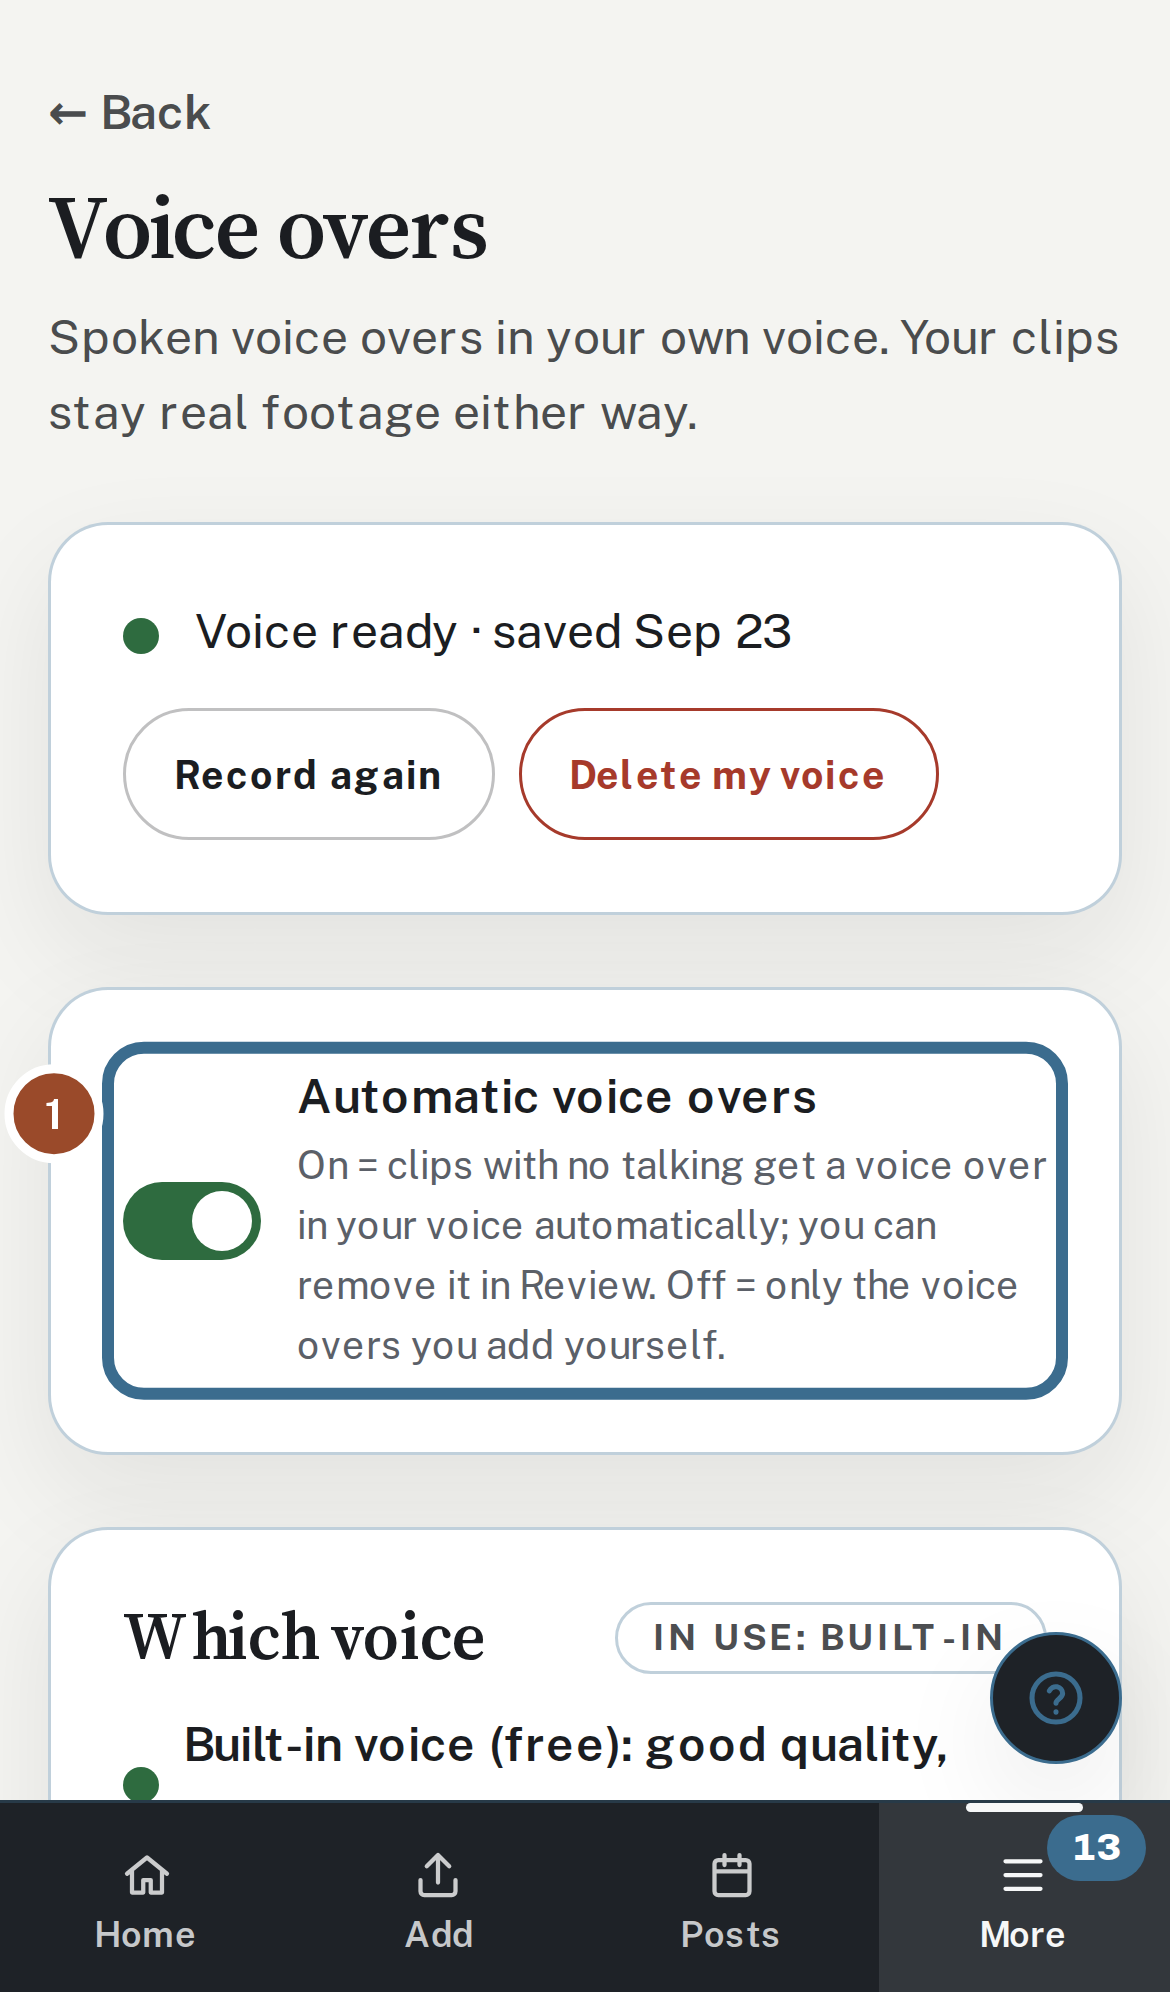 ← Back
Voice overs
Spoken voice overs in your own voice. Your clips
stay real footage either way.
Voice ready · saved Sep 23
Record again
Delete my voice
1
Automatic voice overs
On = clips with no talking get a voice over
in your voice automatically; you can
remove it in Review. Off = only the voice
overs you add yourself.
Which voice
IN USE: BUILT-IN
Built-in voice (free): good quality,
13
Home
Add
Posts
More